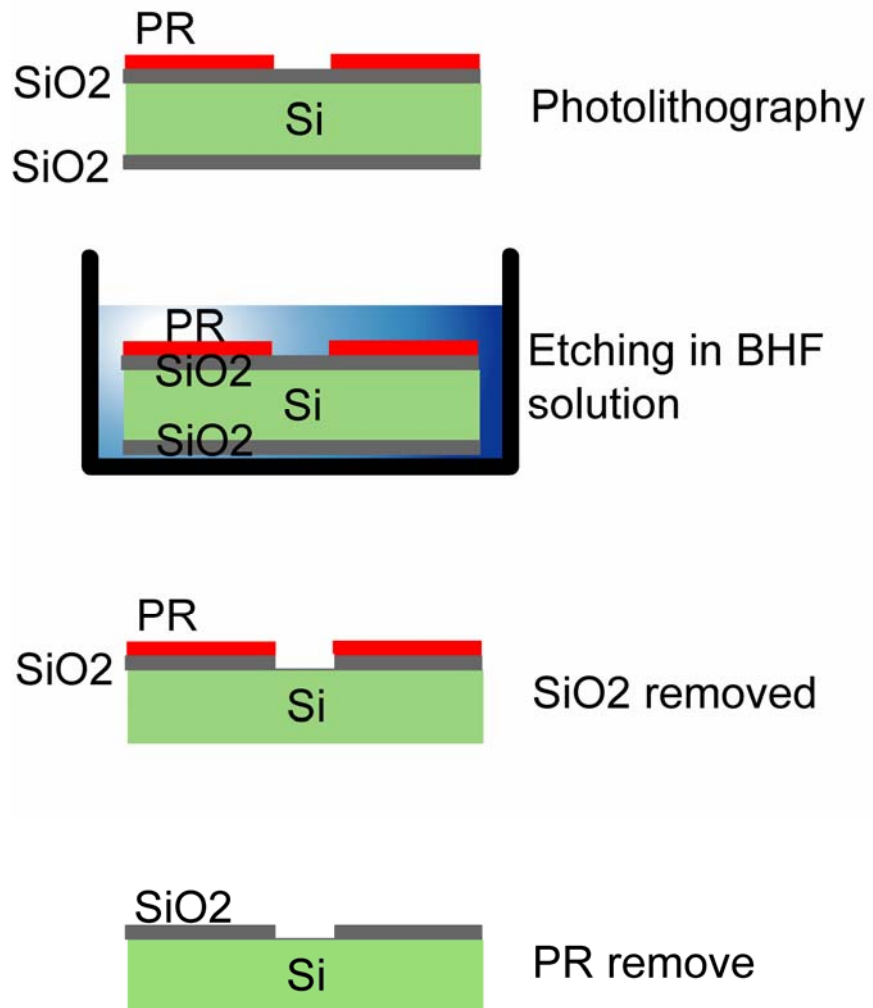 PR
SiO2
Si
Photolithography
SiO2
PR
SiO2
Si
SiO2
Etching in BHF
solution
PR
SiO2
Si
SiO2 removed
SiO2
Si
PR remove